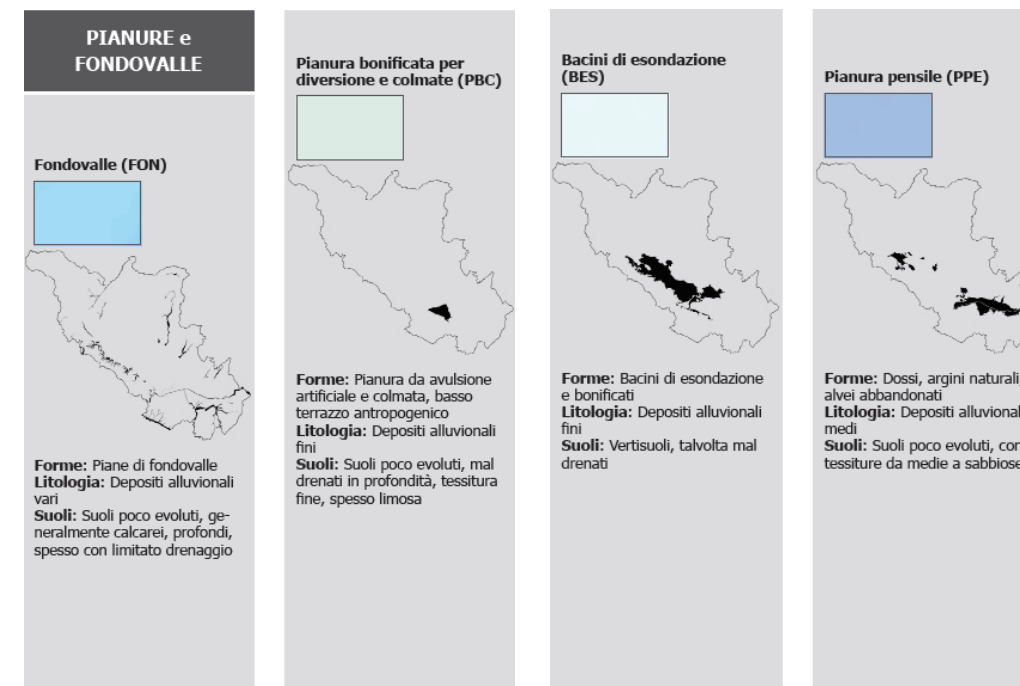 PIANURE e
FONDOVALLE
Fondovalle (FON)
Forme: Piane di fondovalle
Litologia: Depositi alluvionali
vari
Suoli: Suoli poco evoluti, ge-
neralmente calcarei, profondi,
spesso con limitato drenaggio
Pianura bonificata per
diversione e colmate (PBC)
Forme: Pianura da avulsione
artificiale e colmata, basso
terrazzo antropogenico
Litologia: Depositi alluvionali
fini
Suoli: Suoli poco evoluti, mal
drenati in profondità, tessitura
fine, spesso limosa
Bacini di esondazione
(BES)
Forme: Bacini di esondazione
e bonificati
Litologia: Depositi alluvionali
fini
Suoli: Vertisuoli, talvolta mal
drenati
Pianura pensile (PPE)
Forme: Dossi, argini naturali,
alvei abbandonati
Litologia: Depositi alluvional
medi
Suoli: Suoli poco evoluti, con
tessiture da medie a sabbiose